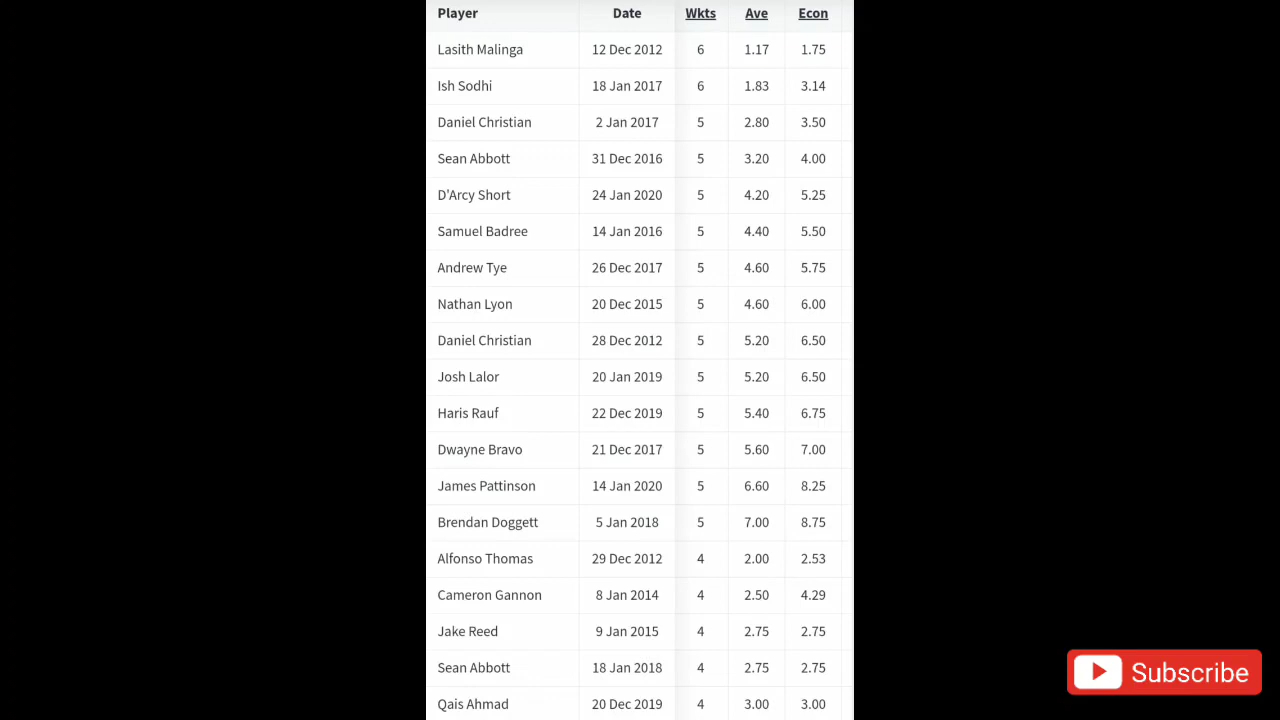 Player Date Wkts Ave Econ
Lasith Malinga 12 Dec 2012 6 1.17 1.75
Ish Sodhi 18 Jan 2017 6 1.83 3.14
Daniel Christian 2 Jan 2017 5 2.80 3.50
Sean Abbott 31 Dec 2016 5 3.20 4.00
D'Arcy Short 24 Jan 2020 5 4.20 5.25
Samuel Badree 14 Jan 2016 5 4.40 5.50
Andrew Tye 26 Dec 2017 5 4.60 5.75
Nathan Lyon 20 Dec 2015 5 4.60 6.00
Daniel Christian 28 Dec 2012 5 5.20 6.50
Josh Lalor 20 Jan 2019 5 5.20 6.50
Haris Rauf 22 Dec 2019 5 5.40 6.75
Dwayne Bravo 21 Dec 2017 5 5.60 7.00
James Pattinson 14 Jan 2020 5 6.60 8.25
Brendan Doggett 5 Jan 2018 5 7.00 8.75
Alfonso Thomas 29 Dec 2012 4 2.00 2.53
Cameron Gannon 8 Jan 2014 4 2.50 4.29
Jake Reed 9 Jan 2015 4 2.75 2.75
Sean Abbott 18 Jan 2018 4 2.75 2.75
Qais Ahmad 20 Dec 2019 4 3.00 3.00
Subscribe